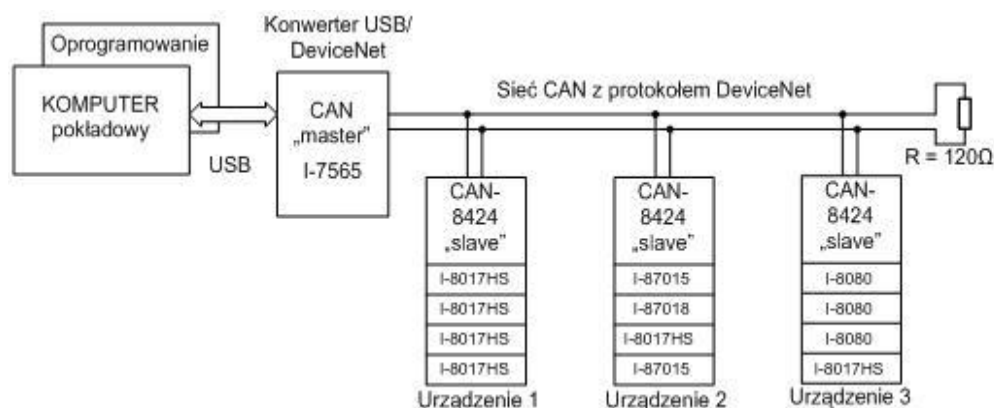 Oprogramowanie
KOMPUTER
pokładowy
USB
Konwerter USB/
DeviceNet
CAN
„master”
I-7565
Sieć CAN z protokołem DeviceNet
R = 120Ω
CAN-
8424
„slave”
I-8017HS
I-8017HS
I-8017HS
I-8017HS
Urządzenie 1
CAN-
8424
„slave”
I-87015
I-87018
I-8017HS
I-87015
Urządzenie 2
CAN-
8424
„slave”
I-8080
I-8080
I-8080
I-8017HS
Urządzenie 3